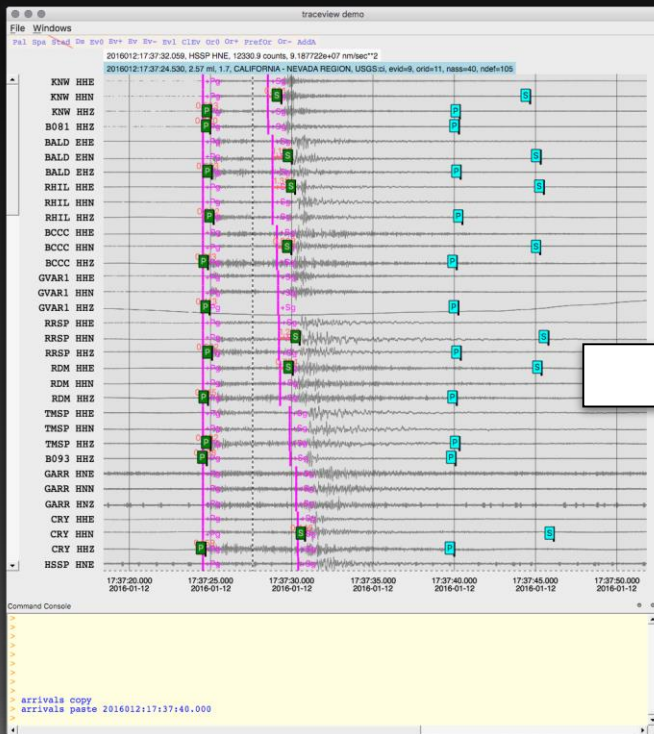 traceview demo
File Windows
Pal Spa Stad Dm Ev0 Ev+ Ev Ev- Evl ClEv Or0 Or+ PrefOr Or- AddA
2016012:17:37:32.059, HSSP HNE, 12330.9 counts, 9.187722e+07 nm/sec**2
2016012:17:37:24.530, 2.57 ml, 1.7, CALIFORNIA - NEVADA REGION, USGS:ci, evid=9, orid=11, nass=40, ndef=105
KNW HHE
KNW HHN S S
KNW HHZ P P
B081 HHZ P P
BALD EHE
BALD EHN S S
BALD EHZ P P
RHIL HHE S S
RHIL HHN
RHIL HHZ P P
BCCC HHE
BCCC HHN S S
BCCC HHZ P P
GVAR1 HHE
GVAR1 HHN
GVAR1 HHZ P P
RRSP HHE
RRSP HHN S S
RRSP HHZ P P
RDM HHE S S
RDM HHN
RDM HHZ P P
TMSP HHE
TMSP HHN
TMSP HHZ P P
B093 HHZ P P
GARR HNE
GARR HNN
GARR HNZ
CRY HHE
CRY HHN S S
CRY HHZ P P
HSSP HNE
17:37:20.000 17:37:25.000 17:37:30.000 17:37:35.000 17:37:40.000 17:37:45.000 17:37:50.000
2016-01-12 2016-01-12 2016-01-12 2016-01-12 2016-01-12 2016-01-12 2016-01-12
Command Console
>
>
>
>
>
>
>
>
> arrivals copy
> arrivals paste 2016012:17:37:40.000
>